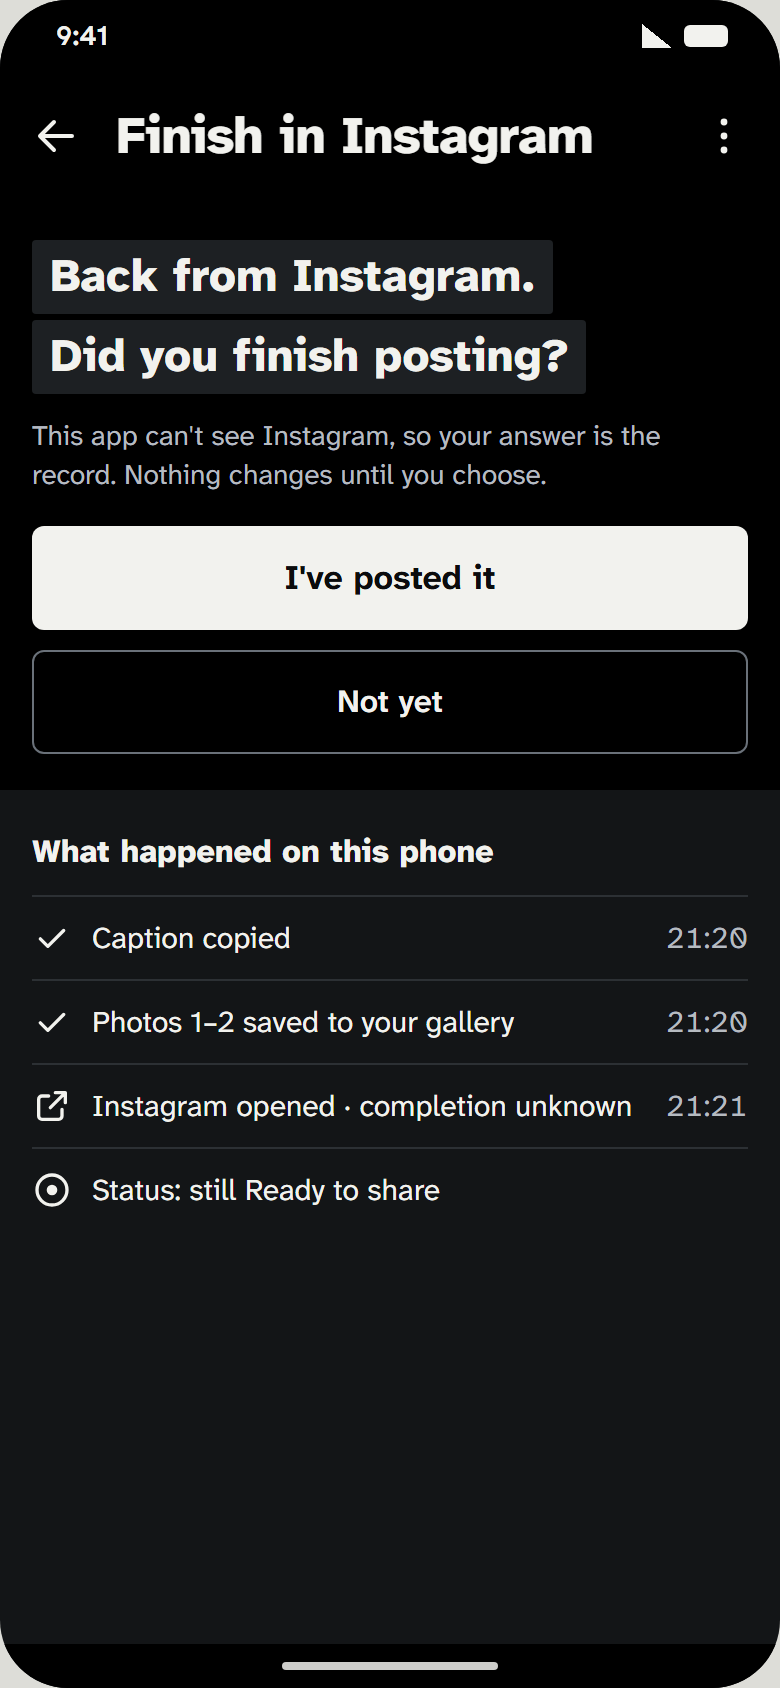 9:41
Finish in Instagram
Back from Instagram.
Did you finish posting?
This app can't see Instagram, so your answer is the
record. Nothing changes until you choose.
I've posted it
Not yet
What happened on this phone
Caption copied 21:20
Photos 1–2 saved to your gallery 21:20
Instagram opened · completion unknown 21:21
Status: still Ready to share